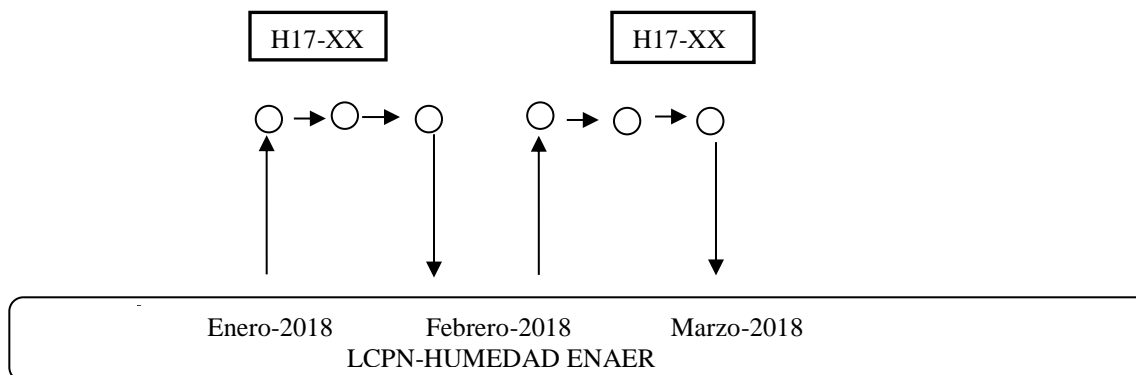 H17-XX H17-XX
Enero-2018 Febrero-2018 Marzo-2018
LCPN-HUMEDAD ENAER